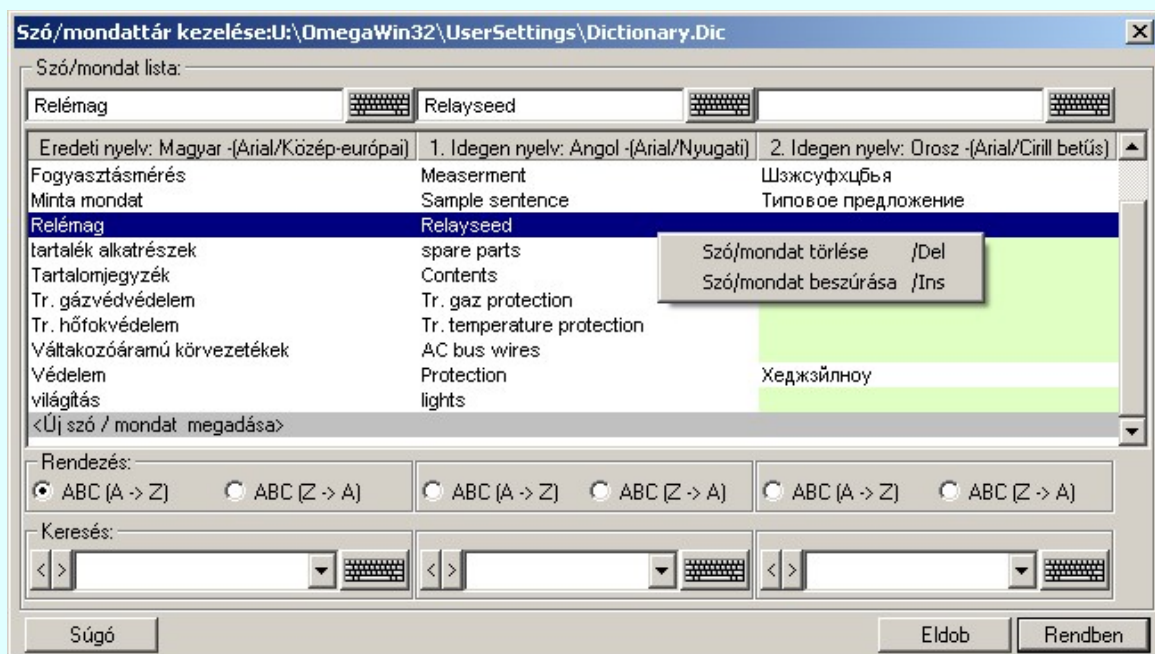 Szó/mondattár kezelése:U:\OmegaWin32\UserSettings\Dictionary.Dic
Szó/mondat lista:
Relémag Relayseed
Eredeti nyelv: Magyar -(Arial/Közép-európai) 1. Idegen nyelv: Angol -(Arial/Nyugati) 2. Idegen nyelv: Orosz -(Arial/Cirill betűs)
Fogyasztásmérés Measerment Шзжсуфхцбья
Minta mondat Sample sentence Типовое предложение
Relémag Relayseed
tartalék alkatrészek spare parts Szó/mondat törlése /Del
Tartalomjegyzék Contents Szó/mondat beszúrása /Ins
Tr. gázvédvédelem Tr. gaz protection
Tr. hőfokvédelem Tr. temperature protection
Váltakozóáramú körvezetékek AC bus wires
Védelem Protection Хеджзйлноу
világítás lights
<Új szó / mondat megadása>
Rendezés:
ABC (A -> Z) ABC (Z -> A) ABC (A -> Z) ABC (Z -> A) ABC (A -> Z) ABC (Z -> A)
Keresés:
< > < > < >
Súgó Eldob Rendben